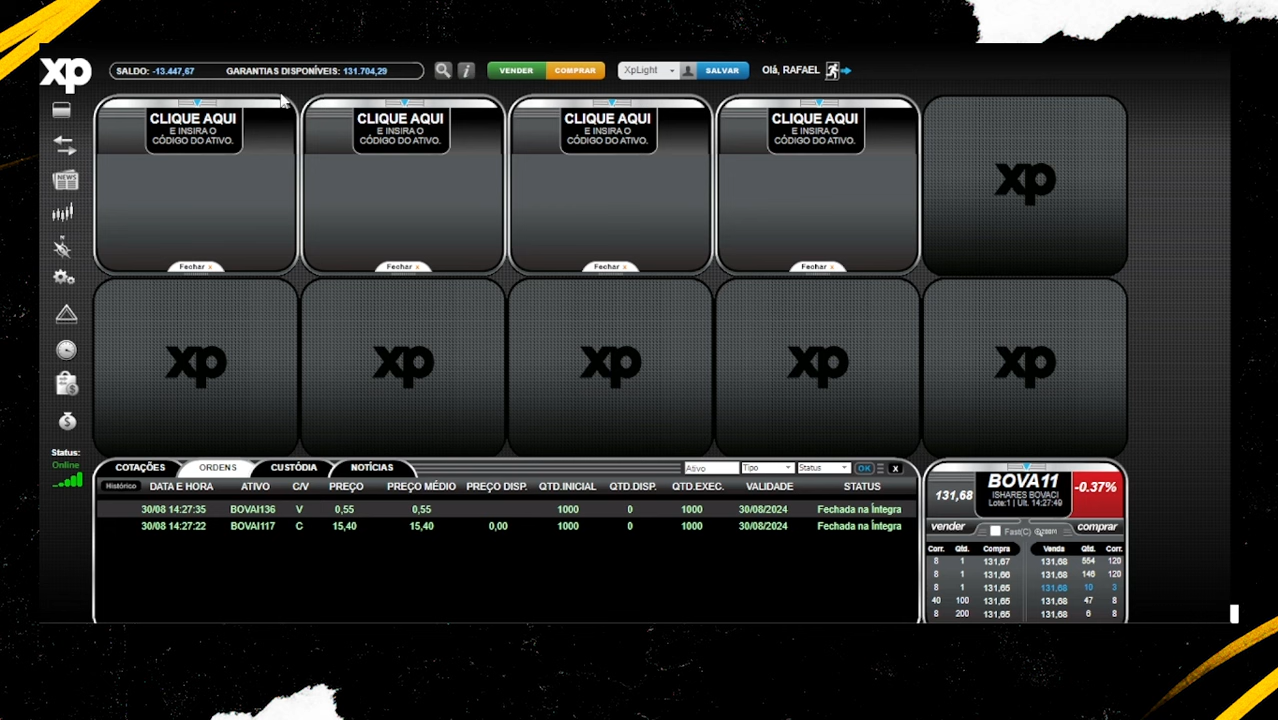 xp
SALDO: -13.447,67 GARANTIAS DISPONÍVEIS: 131.704,29
VENDER COMPRAR
XpLight SALVAR
Olá, RAFAEL
CLIQUE AQUI
E INSIRA O
CÓDIGO DO ATIVO.
Fechar x
CLIQUE AQUI
E INSIRA O
CÓDIGO DO ATIVO.
Fechar x
CLIQUE AQUI
E INSIRA O
CÓDIGO DO ATIVO.
Fechar x
CLIQUE AQUI
E INSIRA O
CÓDIGO DO ATIVO.
Fechar x
xp
xp
xp
xp
xp
xp
NEWS
N
Status:
Online
COTAÇÕES ORDENS CUSTÓDIA NOTÍCIAS Ativo Tipo Status OK X
Histórico DATA E HORA ATIVO C/V PREÇO PREÇO MÉDIO PREÇO DISP. QTD.INICIAL QTD.DISP. QTD.EXEC. VALIDADE STATUS
30/08 14:27:35 BOVAI136 V 0,55 0,55 1000 0 1000 30/08/2024 Fechada na Íntegra
30/08 14:27:22 BOVAI117 C 15,40 15,40 0,00 1000 0 1000 30/08/2024 Fechada na Íntegra
131,68 BOVA11 -0.37%
ISHARES BOVACI
Lote:1 | Ult. 14:27:49
vender Fast(C) zoom comprar
Corr. Qtd. Compra Venda Qtd. Corr.
8 1 131,67 131,68 554 120
8 1 131,66 131,68 146 120
8 1 131,65 131,68 10 3
40 100 131,65 131,68 47 8
8 200 131,65 131,68 6 8